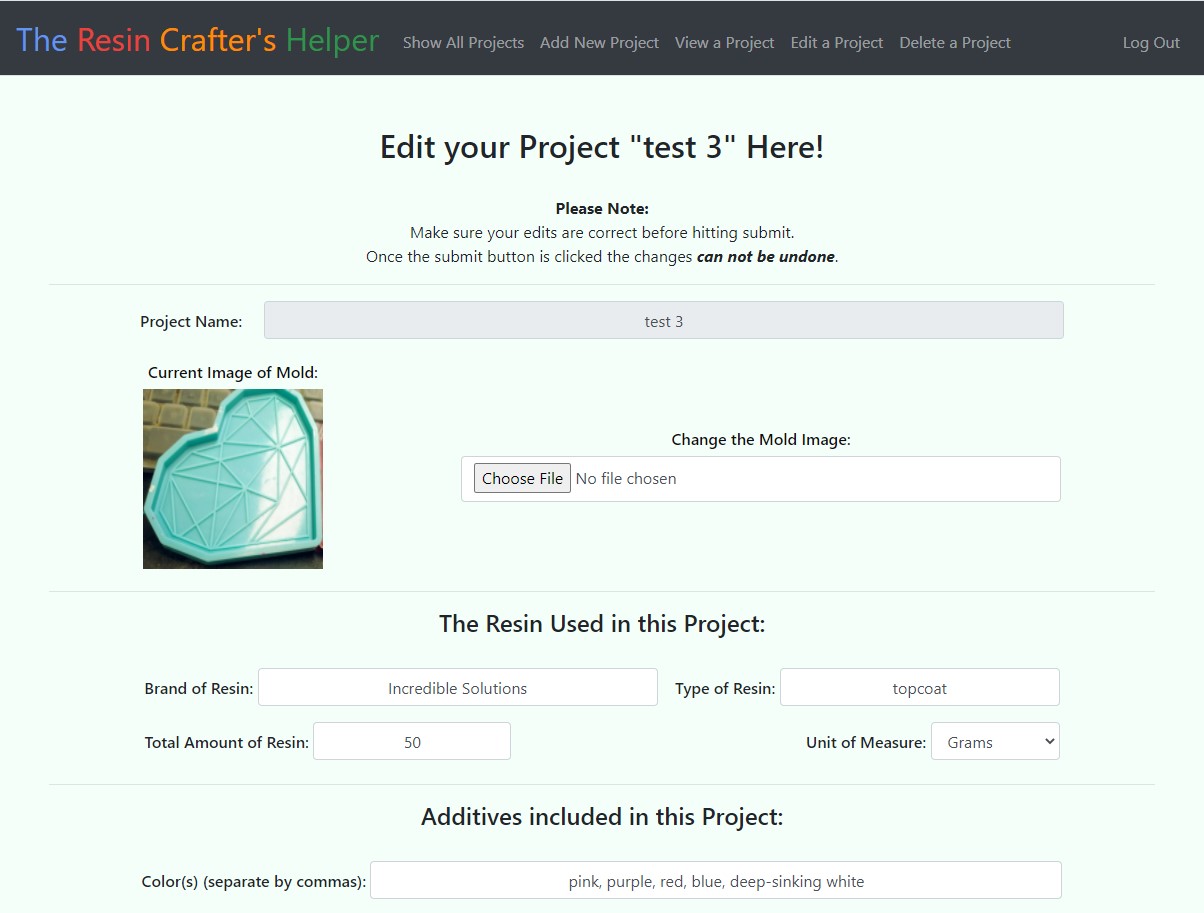 The Resin Crafter's Helper Show All Projects Add New Project View a Project Edit a Project Delete a Project Log Out
Edit your Project "test 3" Here!
Please Note:
Make sure your edits are correct before hitting submit.
Once the submit button is clicked the changes can not be undone.
Project Name: test 3
Current Image of Mold:
Change the Mold Image:
Choose File No file chosen
The Resin Used in this Project:
Brand of Resin: Incredible Solutions Type of Resin: topcoat
Total Amount of Resin: 50 Unit of Measure: Grams
Additives included in this Project:
Color(s) (separate by commas): pink, purple, red, blue, deep-sinking white